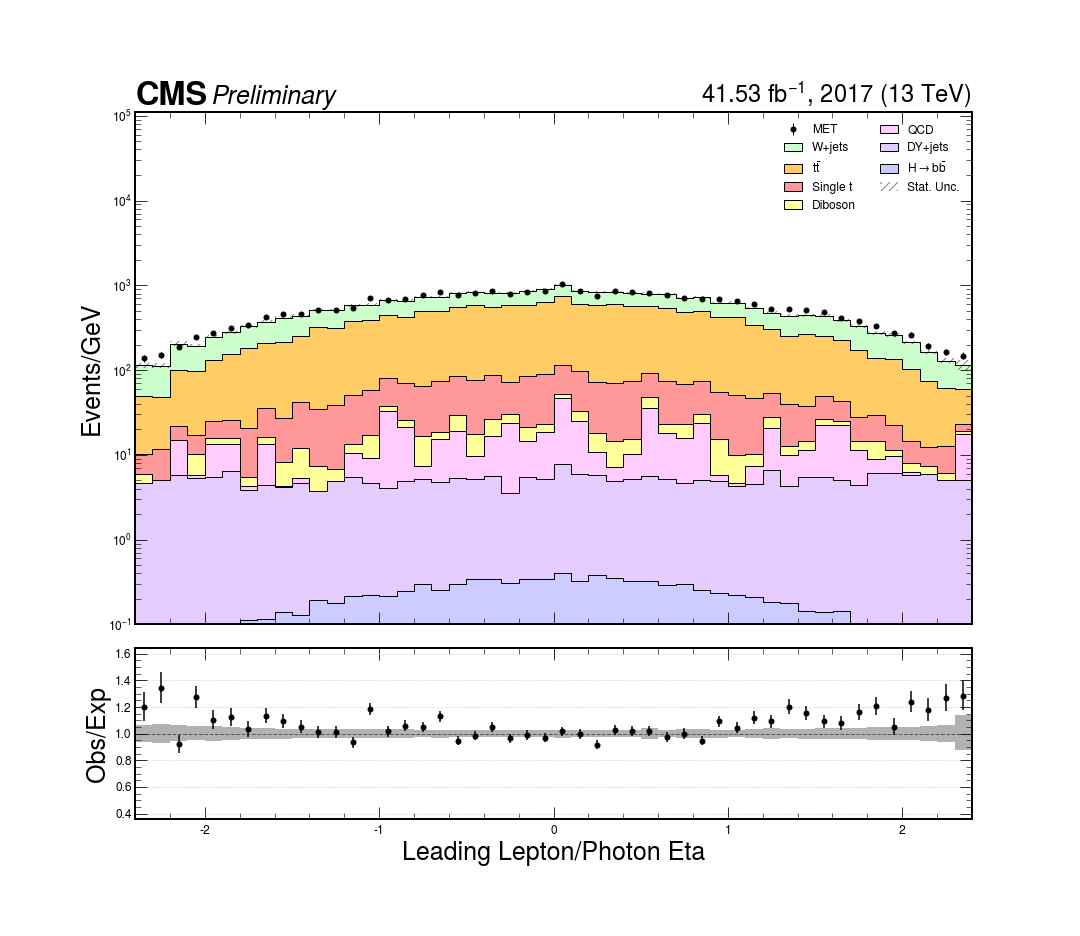 CMS Preliminary
41.53 fb⁻¹, 2017 (13 TeV)
Events/GeV
10⁵
10⁴
10³
10²
10¹
10⁰
10⁻¹
MET
W+jets
tt̄
Single t
Diboson
QCD
DY+jets
H→bb̄
Stat. Unc.
Obs/Exp
1.6
1.4
1.2
1.0
0.8
0.6
0.4
-2 -1 0 1 2
Leading Lepton/Photon Eta